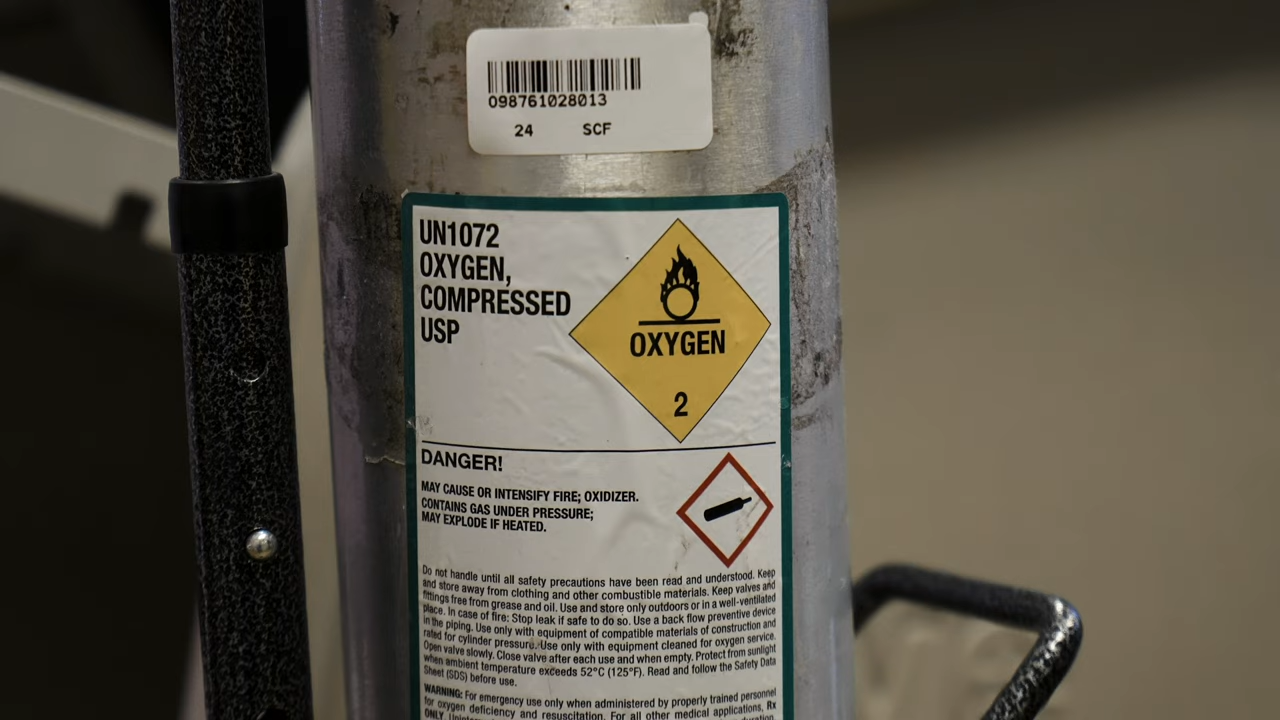 098761028013
24 SCF
UN1072
OXYGEN,
COMPRESSED
USP
OXYGEN
2
DANGER!
MAY CAUSE OR INTENSIFY FIRE; OXIDIZER.
CONTAINS GAS UNDER PRESSURE;
MAY EXPLODE IF HEATED.
Do not handle until all safety precautions have been read and understood. Keep
and store away from clothing and other combustible materials. Keep valves and
fittings free from grease and oil. Use and store only outdoors or in a well-ventilated
place. In case of fire: Stop leak if safe to do so. Use a back flow preventive device
in the piping. Use only with equipment of compatible materials of construction and
rated for cylinder pressure. Use only with equipment cleaned for oxygen service.
Open valve slowly. Close valve after each use and when empty. Protect from sunlight
when ambient temperature exceeds 52°C (125°F). Read and follow the Safety Data
Sheet (SDS) before use.
WARNING: For emergency use only when administered by properly trained personnel
for oxygen deficiency and resuscitation. For all other medical applications, Rx
ONLY.